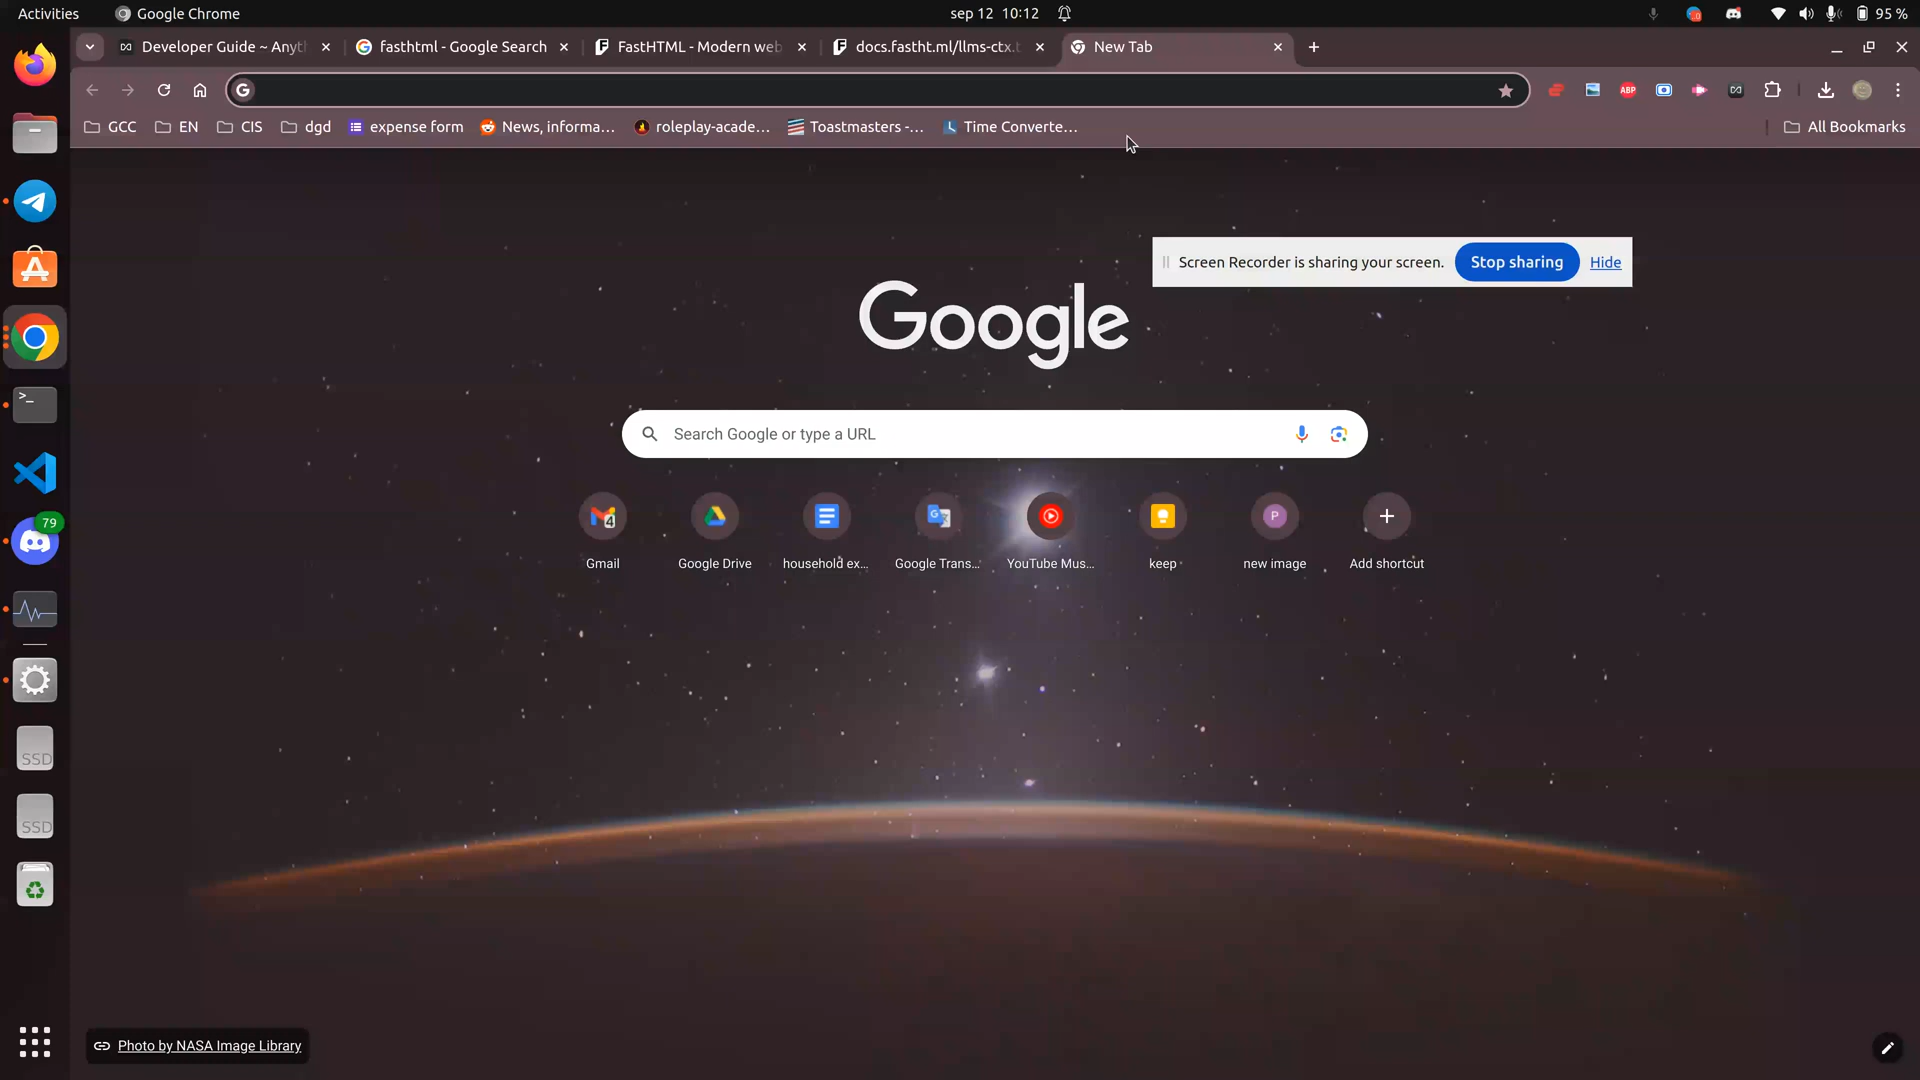 Activities
Google Chrome
sep 12 10:12
95 %
Developer Guide ~ Anyth
fasthtml - Google Search
FastHTML - Modern web
docs.fastht.ml/llms-ctx.t
New Tab
ABP
GCC
EN
CIS
dgd
expense form
News, informa...
roleplay-acade...
Toastmasters -...
Time Converte...
All Bookmarks
Screen Recorder is sharing your screen.
Stop sharing
Hide
Google
Search Google or type a URL
4
P
Gmail
Google Drive
household ex...
Google Trans...
YouTube Mus...
keep
new image
Add shortcut
79
SSD
SSD
Photo by NASA Image Library